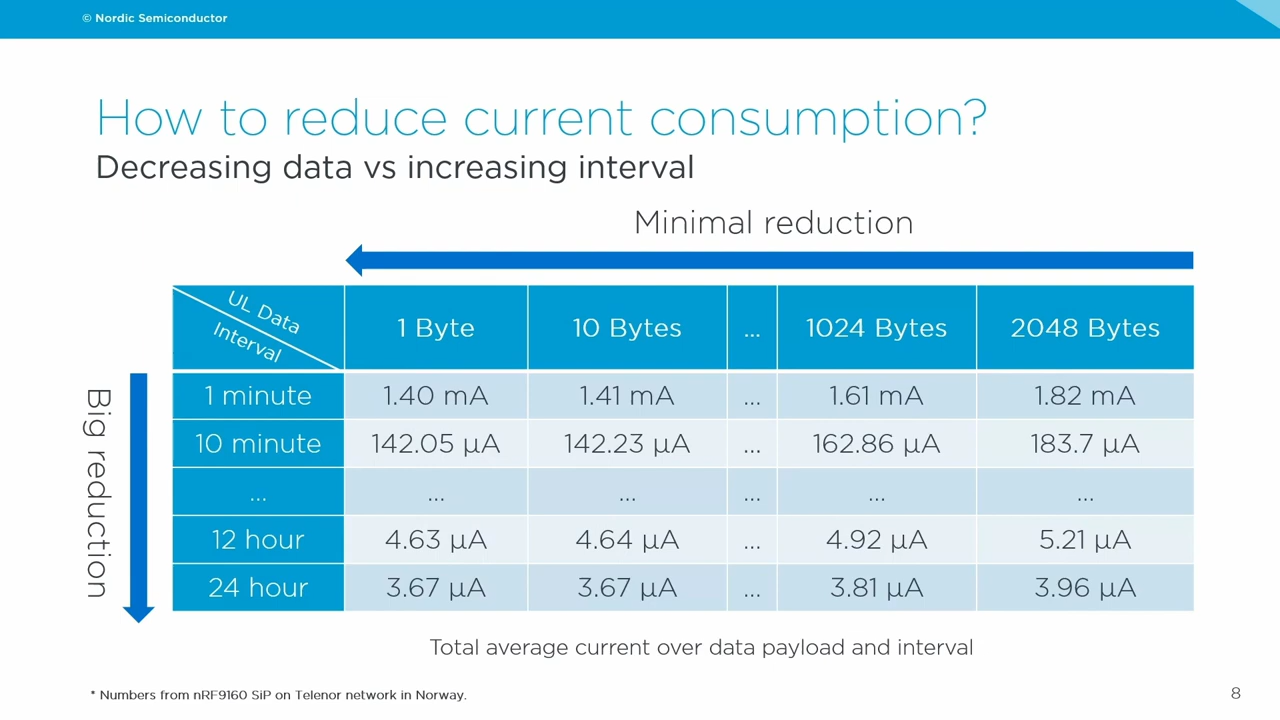 © Nordic Semiconductor
How to reduce current consumption?
Decreasing data vs increasing interval
Minimal reduction
Big reduction
UL Data
Interval
1 Byte 10 Bytes ... 1024 Bytes 2048 Bytes
1 minute 1.40 mA 1.41 mA ... 1.61 mA 1.82 mA
10 minute 142.05 µA 142.23 µA ... 162.86 µA 183.7 µA
... ... ... ... ... ...
12 hour 4.63 µA 4.64 µA ... 4.92 µA 5.21 µA
24 hour 3.67 µA 3.67 µA ... 3.81 µA 3.96 µA
Total average current over data payload and interval
* Numbers from nRF9160 SiP on Telenor network in Norway.
8